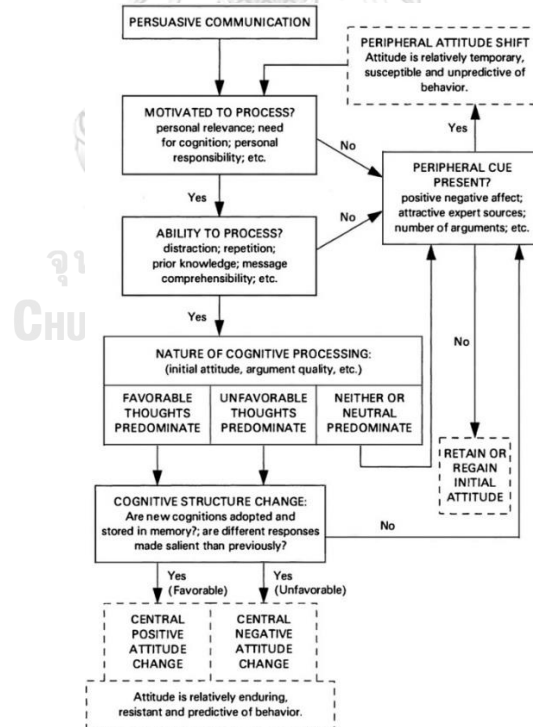 PERSUASIVE COMMUNICATION
PERIPHERAL ATTITUDE SHIFT
Attitude is relatively temporary,
susceptible and unpredictive of
behavior.
MOTIVATED TO PROCESS?
personal relevance; need
for cognition; personal
responsibility; etc.
No
Yes
PERIPHERAL CUE
PRESENT?
positive negative affect;
attractive expert sources;
number of arguments; etc.
Yes
No
ABILITY TO PROCESS?
distraction; repetition;
prior knowledge; message
comprehensibility; etc.
Yes
No
NATURE OF COGNITIVE PROCESSING:
(initial attitude, argument quality, etc.)
FAVORABLE
THOUGHTS
PREDOMINATE
UNFAVORABLE
THOUGHTS
PREDOMINATE
NEITHER OR
NEUTRAL
PREDOMINATE
RETAIN OR
REGAIN
INITIAL
ATTITUDE
COGNITIVE STRUCTURE CHANGE:
Are new cognitions adopted and
stored in memory?; are different responses
made salient than previously?
No
Yes
(Favorable)
Yes
(Unfavorable)
CENTRAL
POSITIVE
ATTITUDE
CHANGE
CENTRAL
NEGATIVE
ATTITUDE
CHANGE
Attitude is relatively enduring,
resistant and predictive of behavior.